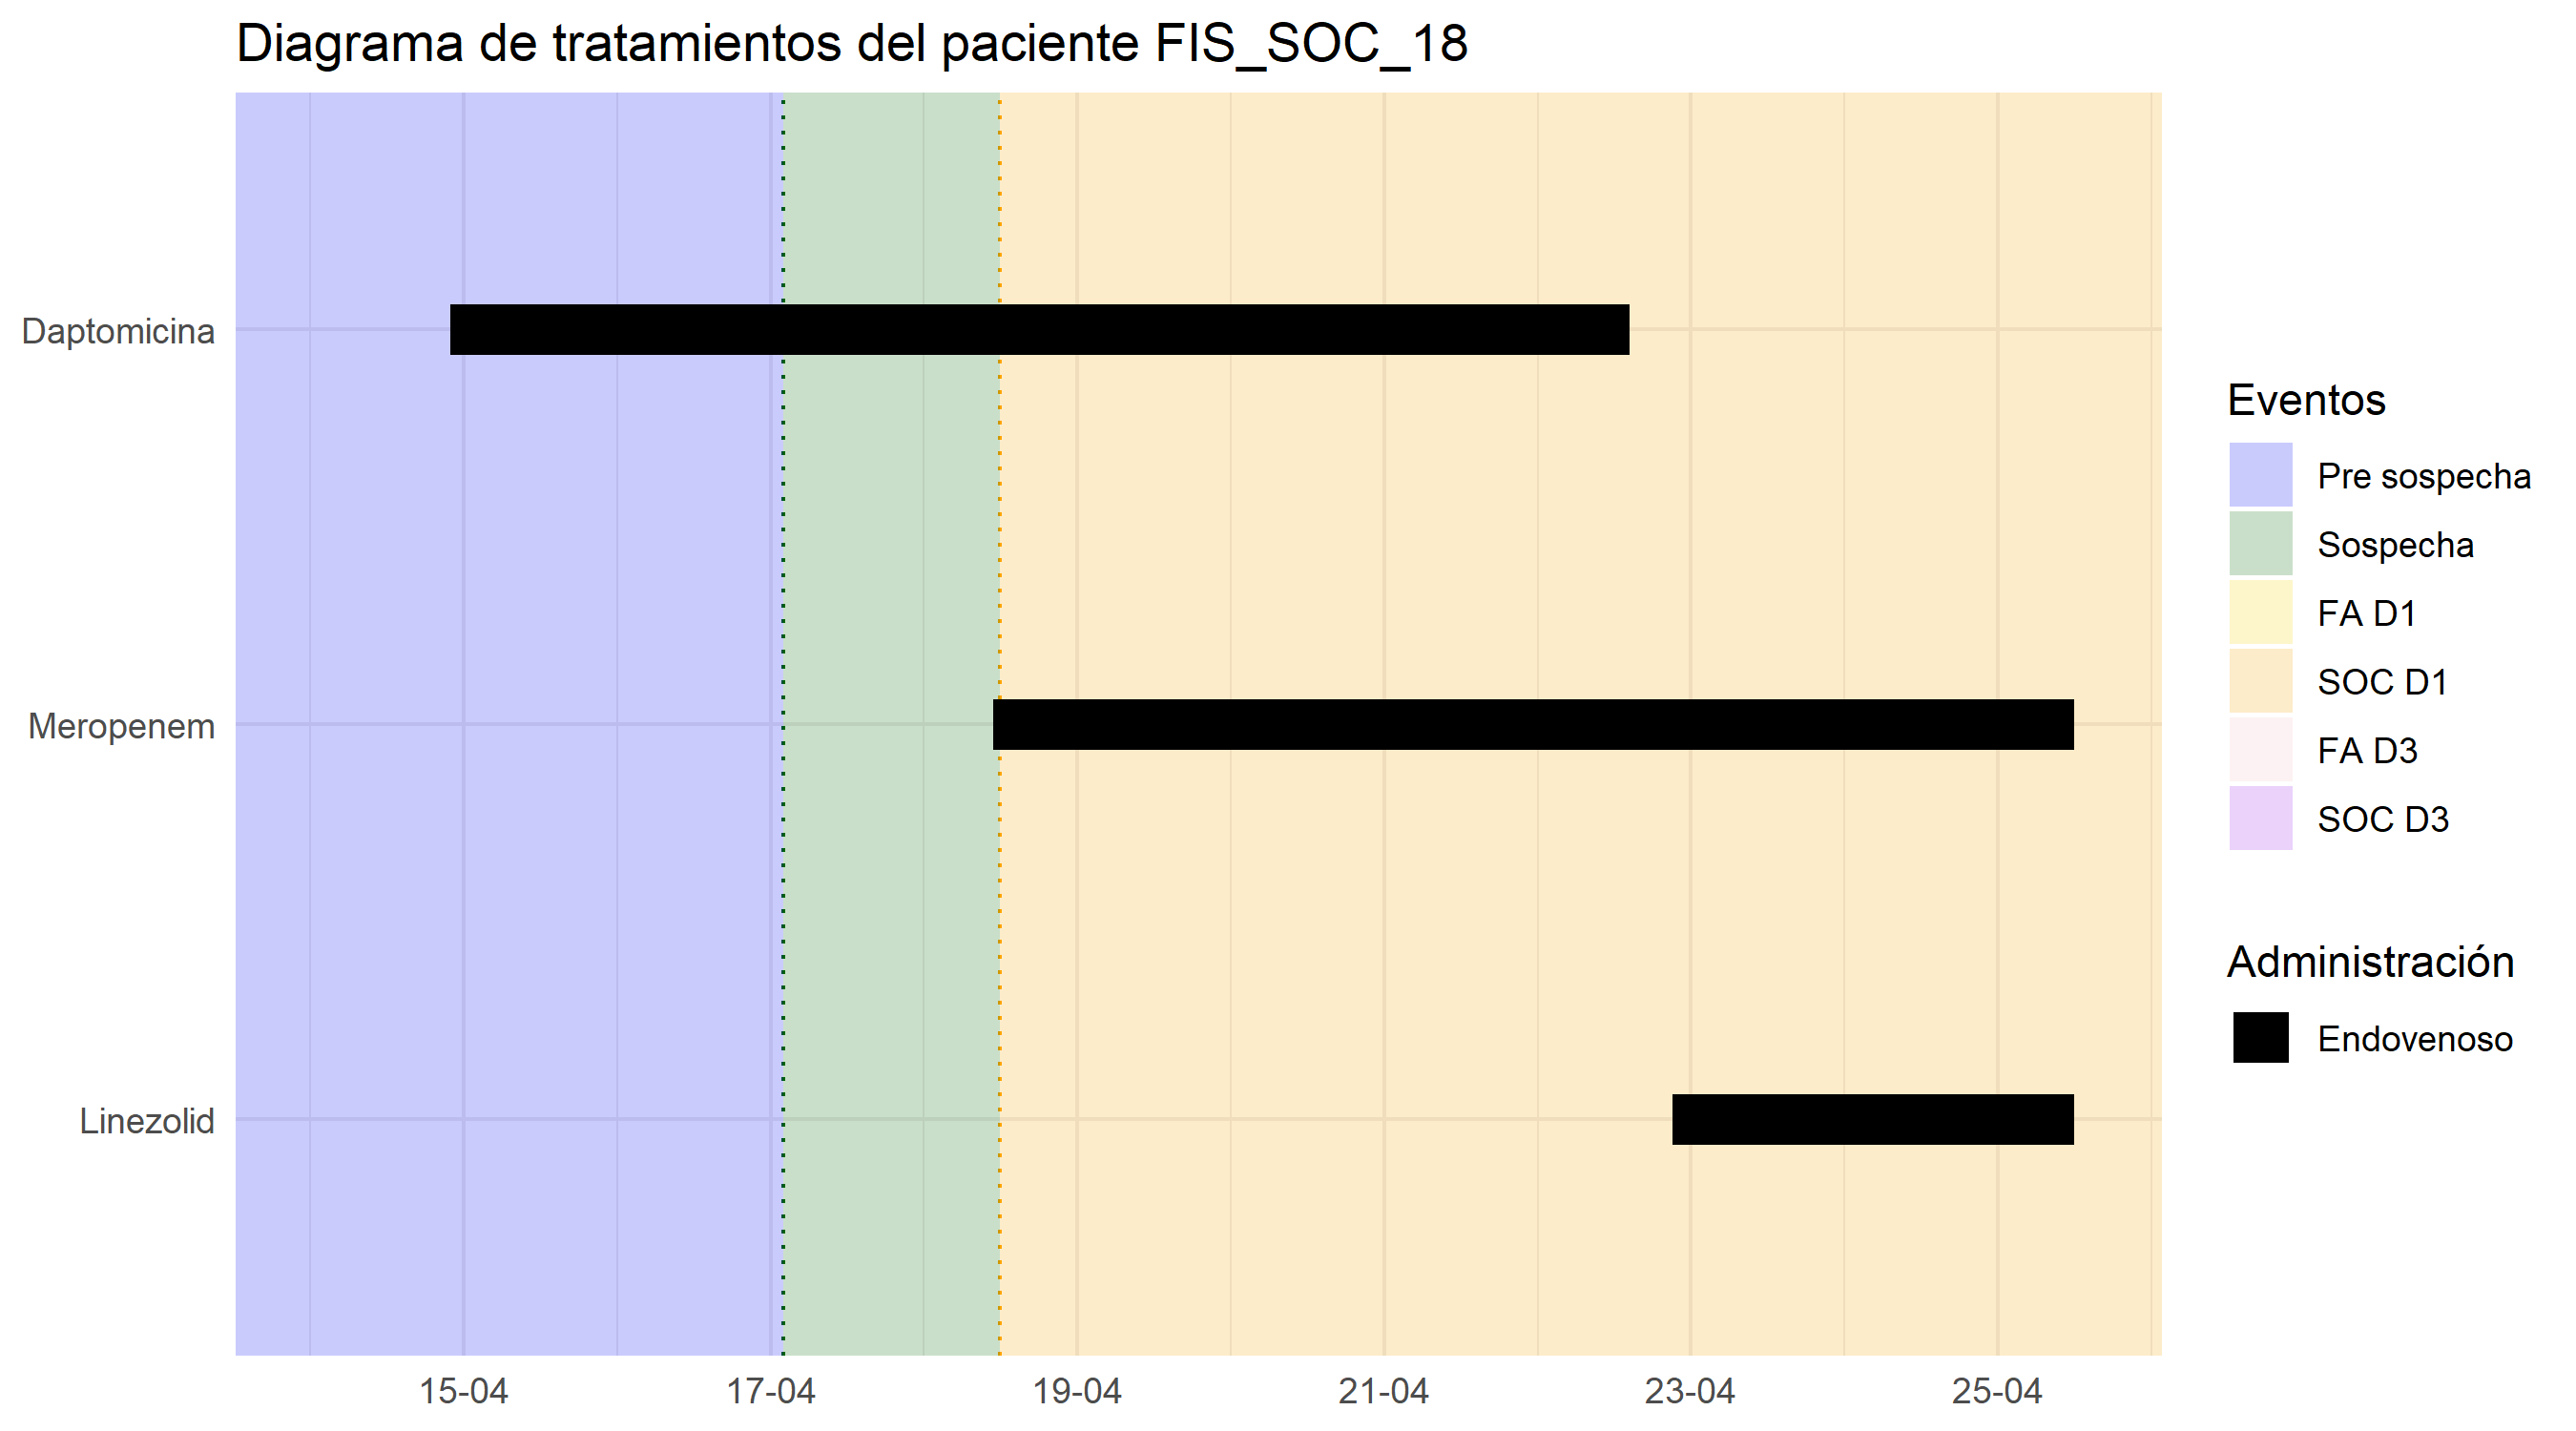 Diagrama de tratamientos del paciente FIS_SOC_18
Daptomicina
Meropenem
Linezolid
15-04
17-04
19-04
21-04
23-04
25-04
Eventos
Pre sospecha
Sospecha
FA D1
SOC D1
FA D3
SOC D3
Administración
Endovenoso